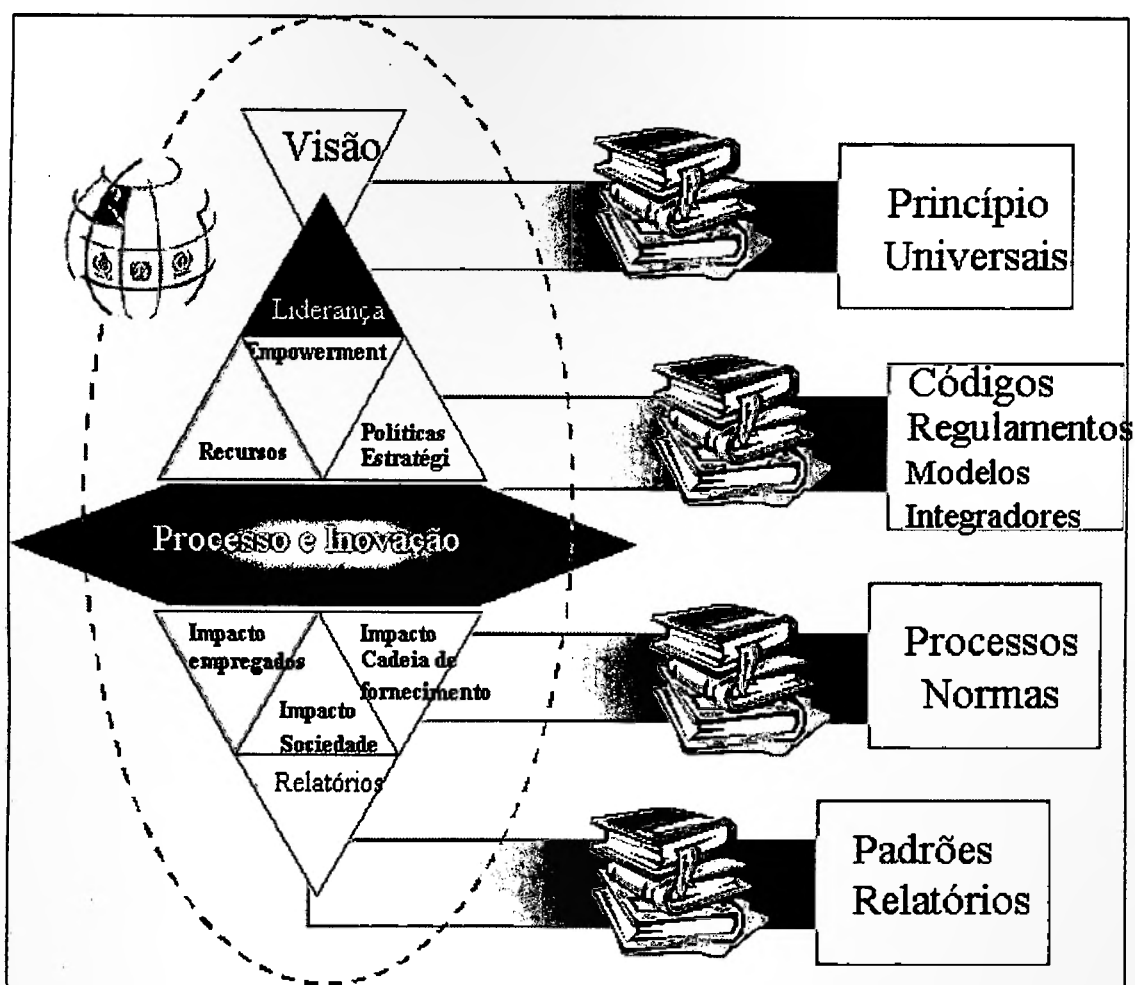 Visão
Liderança
Empowerment
Recursos
Políticas
Estratégi
Processo e Inovação
Impacto
empregados
Impacto
Cadeia de
fornecimento
Impacto
Sociedade
Relatórios
Princípio
Universais
Códigos
Regulamentos
Modelos
Integradores
Processos
Normas
Padrões
Relatórios